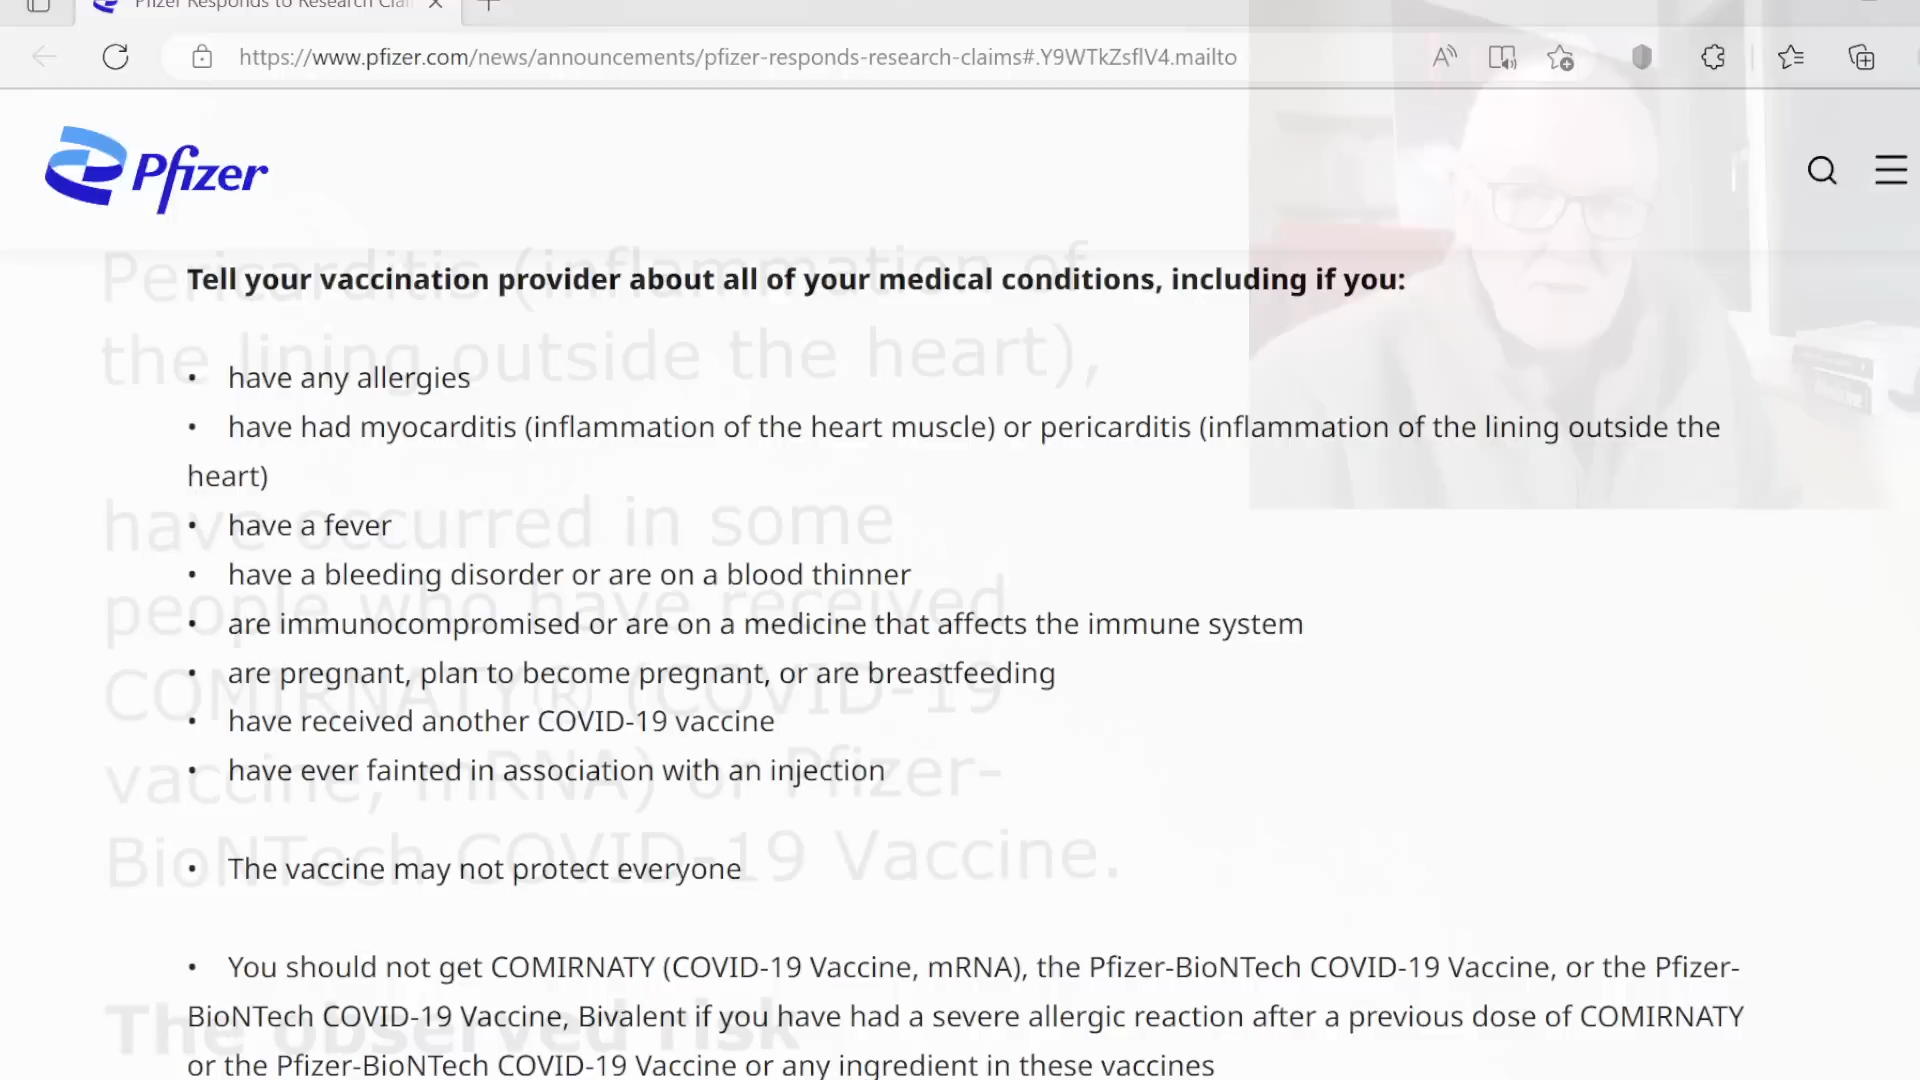 Pfizer Responds to Research Clai
https://www.pfizer.com/news/announcements/pfizer-responds-research-claims#.Y9WTkZsflV4.mailto
Pfizer
Tell your vaccination provider about all of your medical conditions, including if you:
• have any allergies
• have had myocarditis (inflammation of the heart muscle) or pericarditis (inflammation of the lining outside the
heart)
• have a fever
• have a bleeding disorder or are on a blood thinner
• are immunocompromised or are on a medicine that affects the immune system
• are pregnant, plan to become pregnant, or are breastfeeding
• have received another COVID-19 vaccine
• have ever fainted in association with an injection
• The vaccine may not protect everyone
• You should not get COMIRNATY (COVID-19 Vaccine, mRNA), the Pfizer-BioNTech COVID-19 Vaccine, or the Pfizer-
BioNTech COVID-19 Vaccine, Bivalent if you have had a severe allergic reaction after a previous dose of COMIRNATY
or the Pfizer-BioNTech COVID-19 Vaccine or any ingredient in these vaccines
Pericarditis (inflammation of
the lining outside the heart),
have occurred in some
people who have received
COMIRNATY® (COVID-19
vaccine, mRNA) or Pfizer-
BioNTech COVID-19 Vaccine.
The observed risk